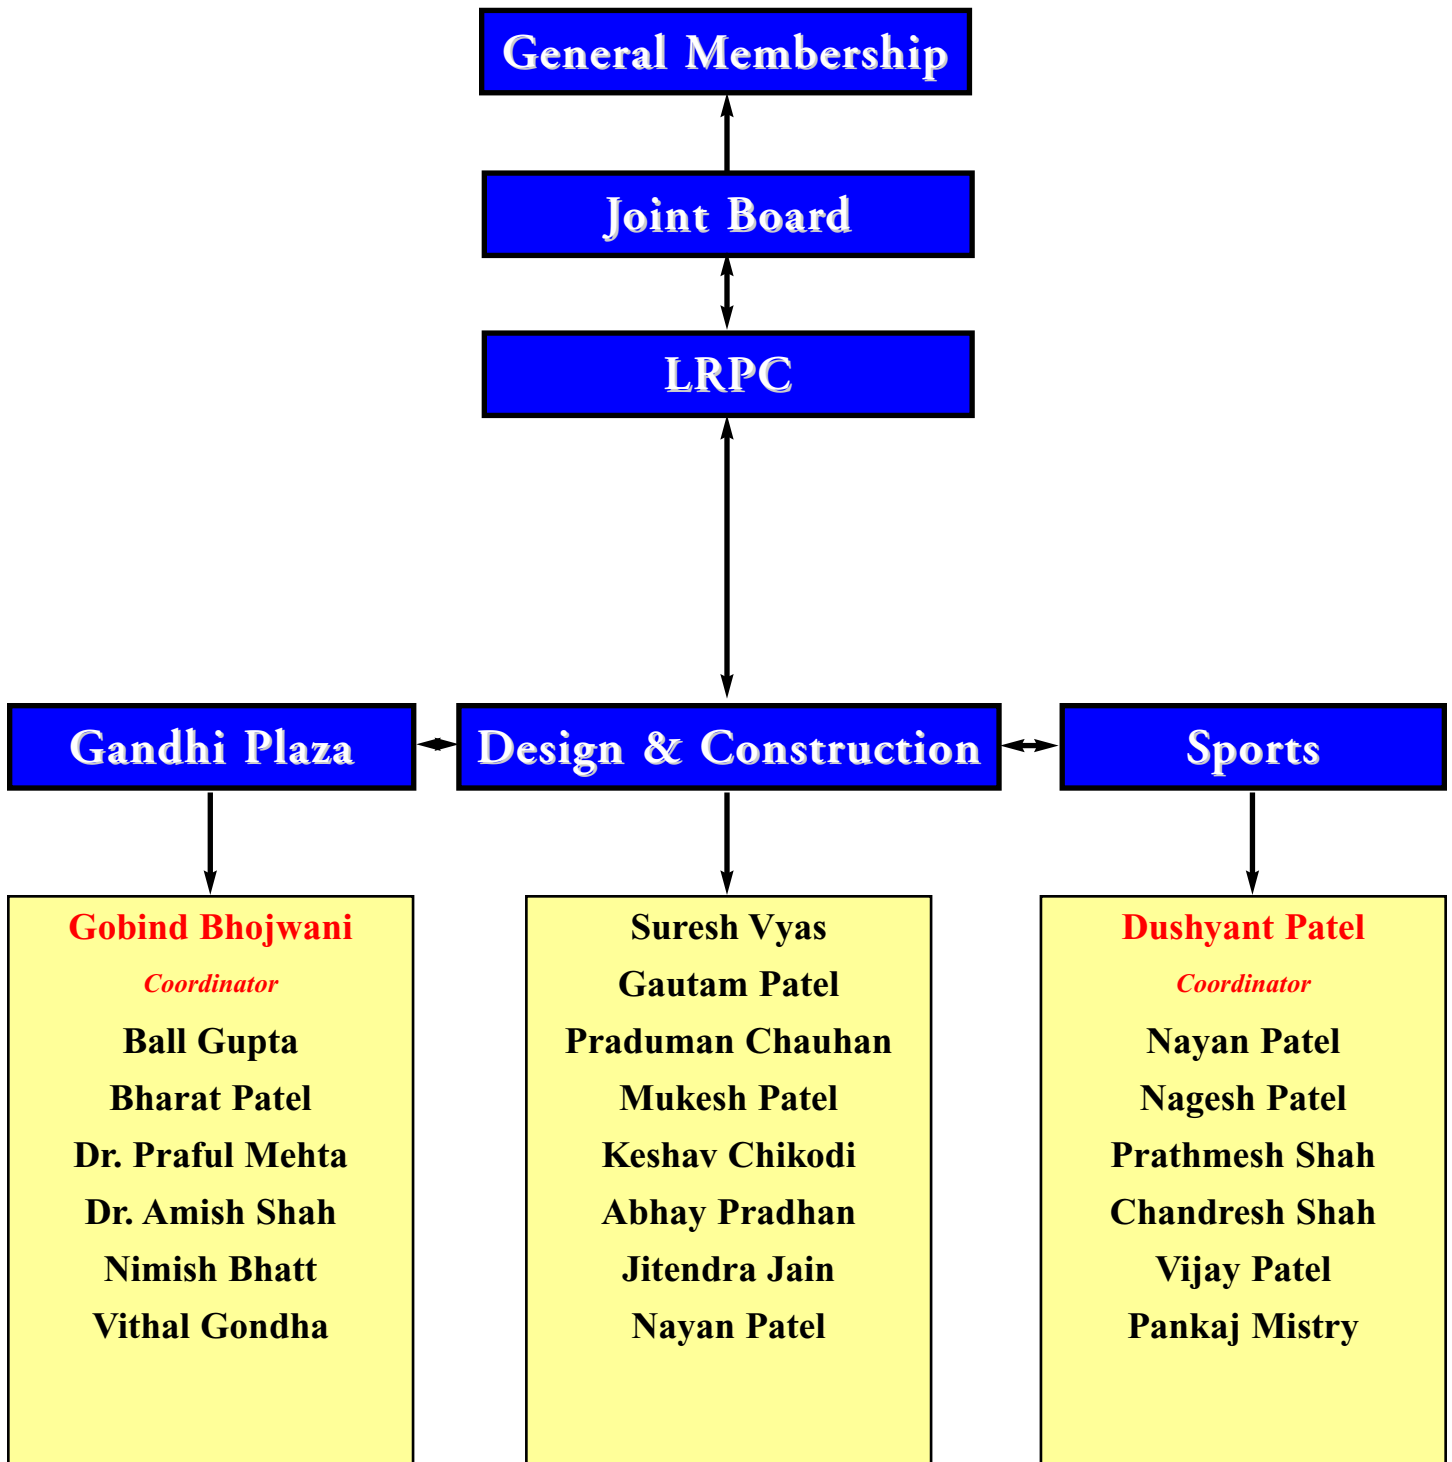 General Membership
Joint Board
LRPC
Gandhi Plaza
Design & Construction
Sports
Gobind Bhojwani
Coordinator
Ball Gupta
Bharat Patel
Dr. Praful Mehta
Dr. Amish Shah
Nimish Bhatt
Vithal Gondha
Suresh Vyas
Gautam Patel
Praduman Chauhan
Mukesh Patel
Keshav Chikodi
Abhay Pradhan
Jitendra Jain
Nayan Patel
Dushyant Patel
Coordinator
Nayan Patel
Nagesh Patel
Prathmesh Shah
Chandresh Shah
Vijay Patel
Pankaj Mistry